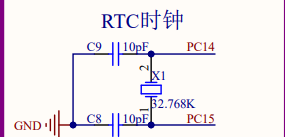 RTC时钟
C9 10pF PC14
2
X1
32.768K
1
C8 10pF PC15
GND